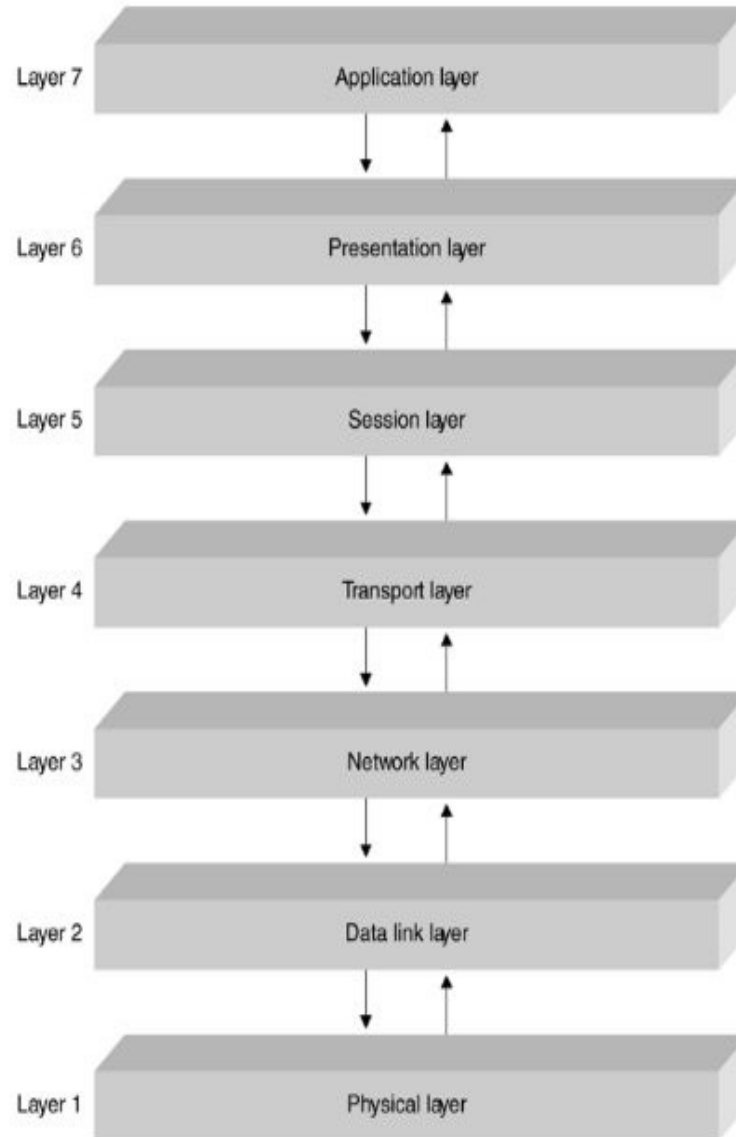 Layer 7 Application layer
Layer 6 Presentation layer
Layer 5 Session layer
Layer 4 Transport layer
Layer 3 Network layer
Layer 2 Data link layer
Layer 1 Physical layer